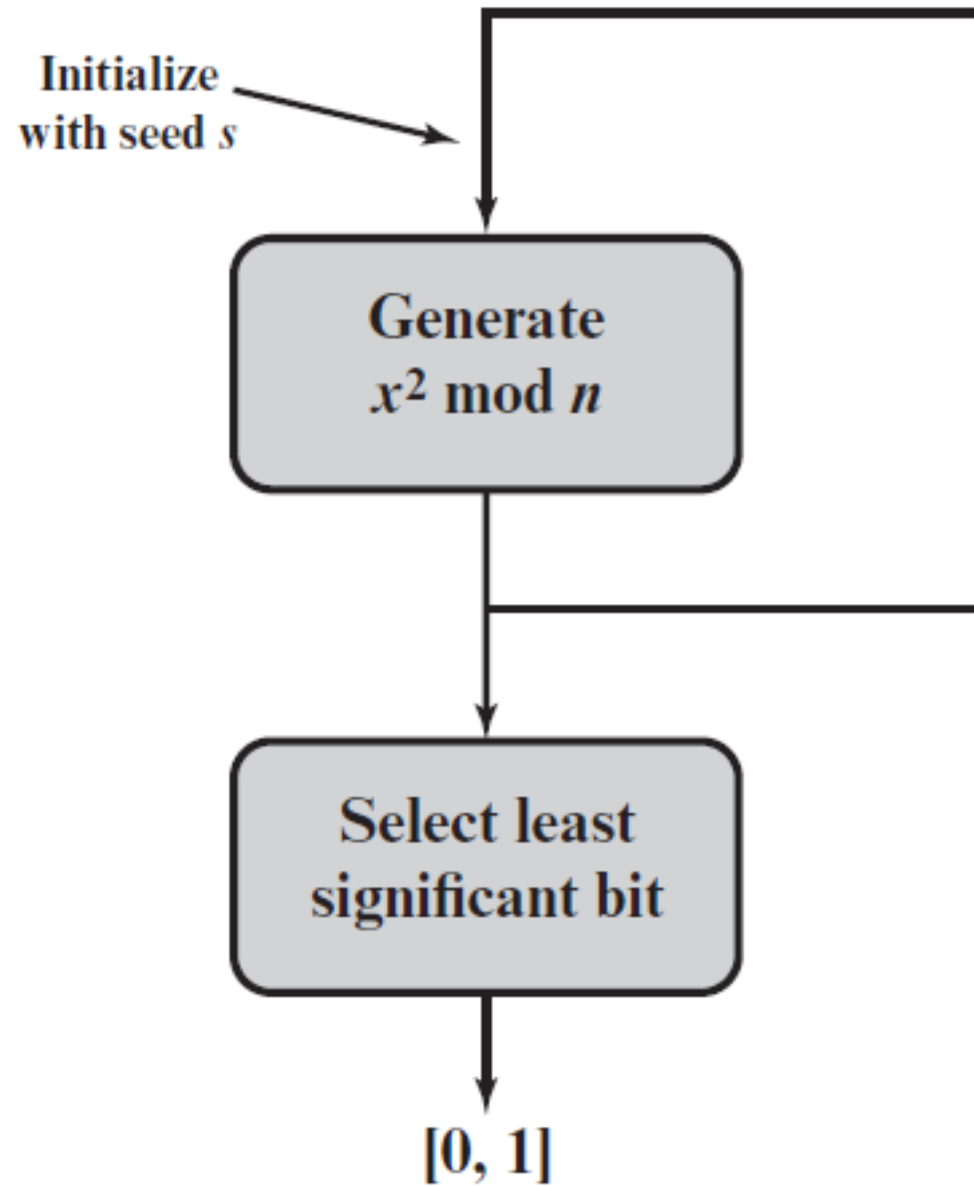 Initialize
with seed s
Generate
x² mod n
Select least
significant bit
[0, 1]